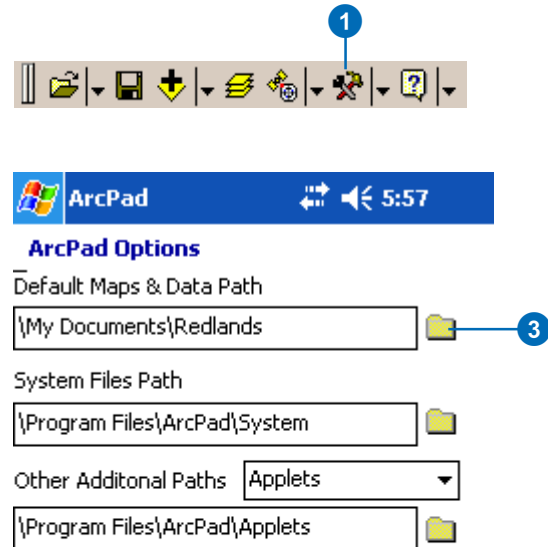 1
ArcPad 5:57
ArcPad Options
Default Maps & Data Path
\My Documents\Redlands
3
System Files Path
\Program Files\ArcPad\System
Other Additonal Paths Applets
\Program Files\ArcPad\Applets